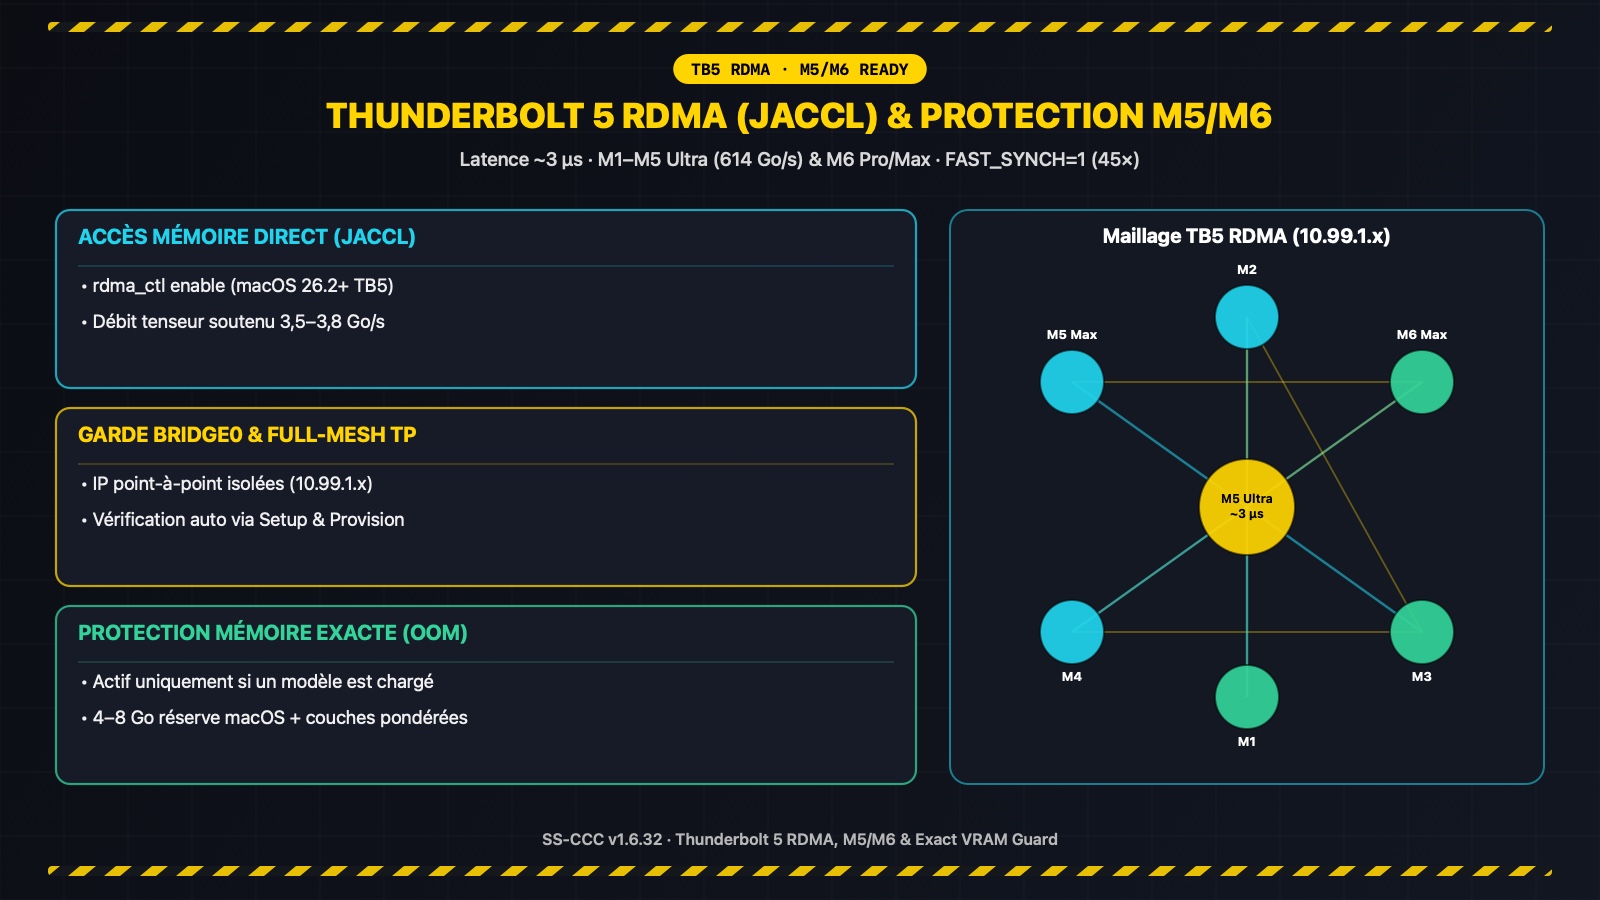 TB5 RDMA · M5/M6 READY
THUNDERBOLT 5 RDMA (JACCL) & PROTECTION M5/M6
Latence ~3 µs · M1–M5 Ultra (614 Go/s) & M6 Pro/Max · FAST_SYNCH=1 (45×)
ACCÈS MÉMOIRE DIRECT (JACCL)
• rdma_ctl enable (macOS 26.2+ TB5)
• Débit tenseur soutenu 3,5–3,8 Go/s
GARDE BRIDGE0 & FULL-MESH TP
• IP point-à-point isolées (10.99.1.x)
• Vérification auto via Setup & Provision
PROTECTION MÉMOIRE EXACTE (OOM)
• Actif uniquement si un modèle est chargé
• 4–8 Go réserve macOS + couches pondérées
Maillage TB5 RDMA (10.99.1.x)
M2
M5 Max
M6 Max
M5 Ultra
~3 µs
M4
M3
M1
SS-CCC v1.6.32 · Thunderbolt 5 RDMA, M5/M6 & Exact VRAM Guard